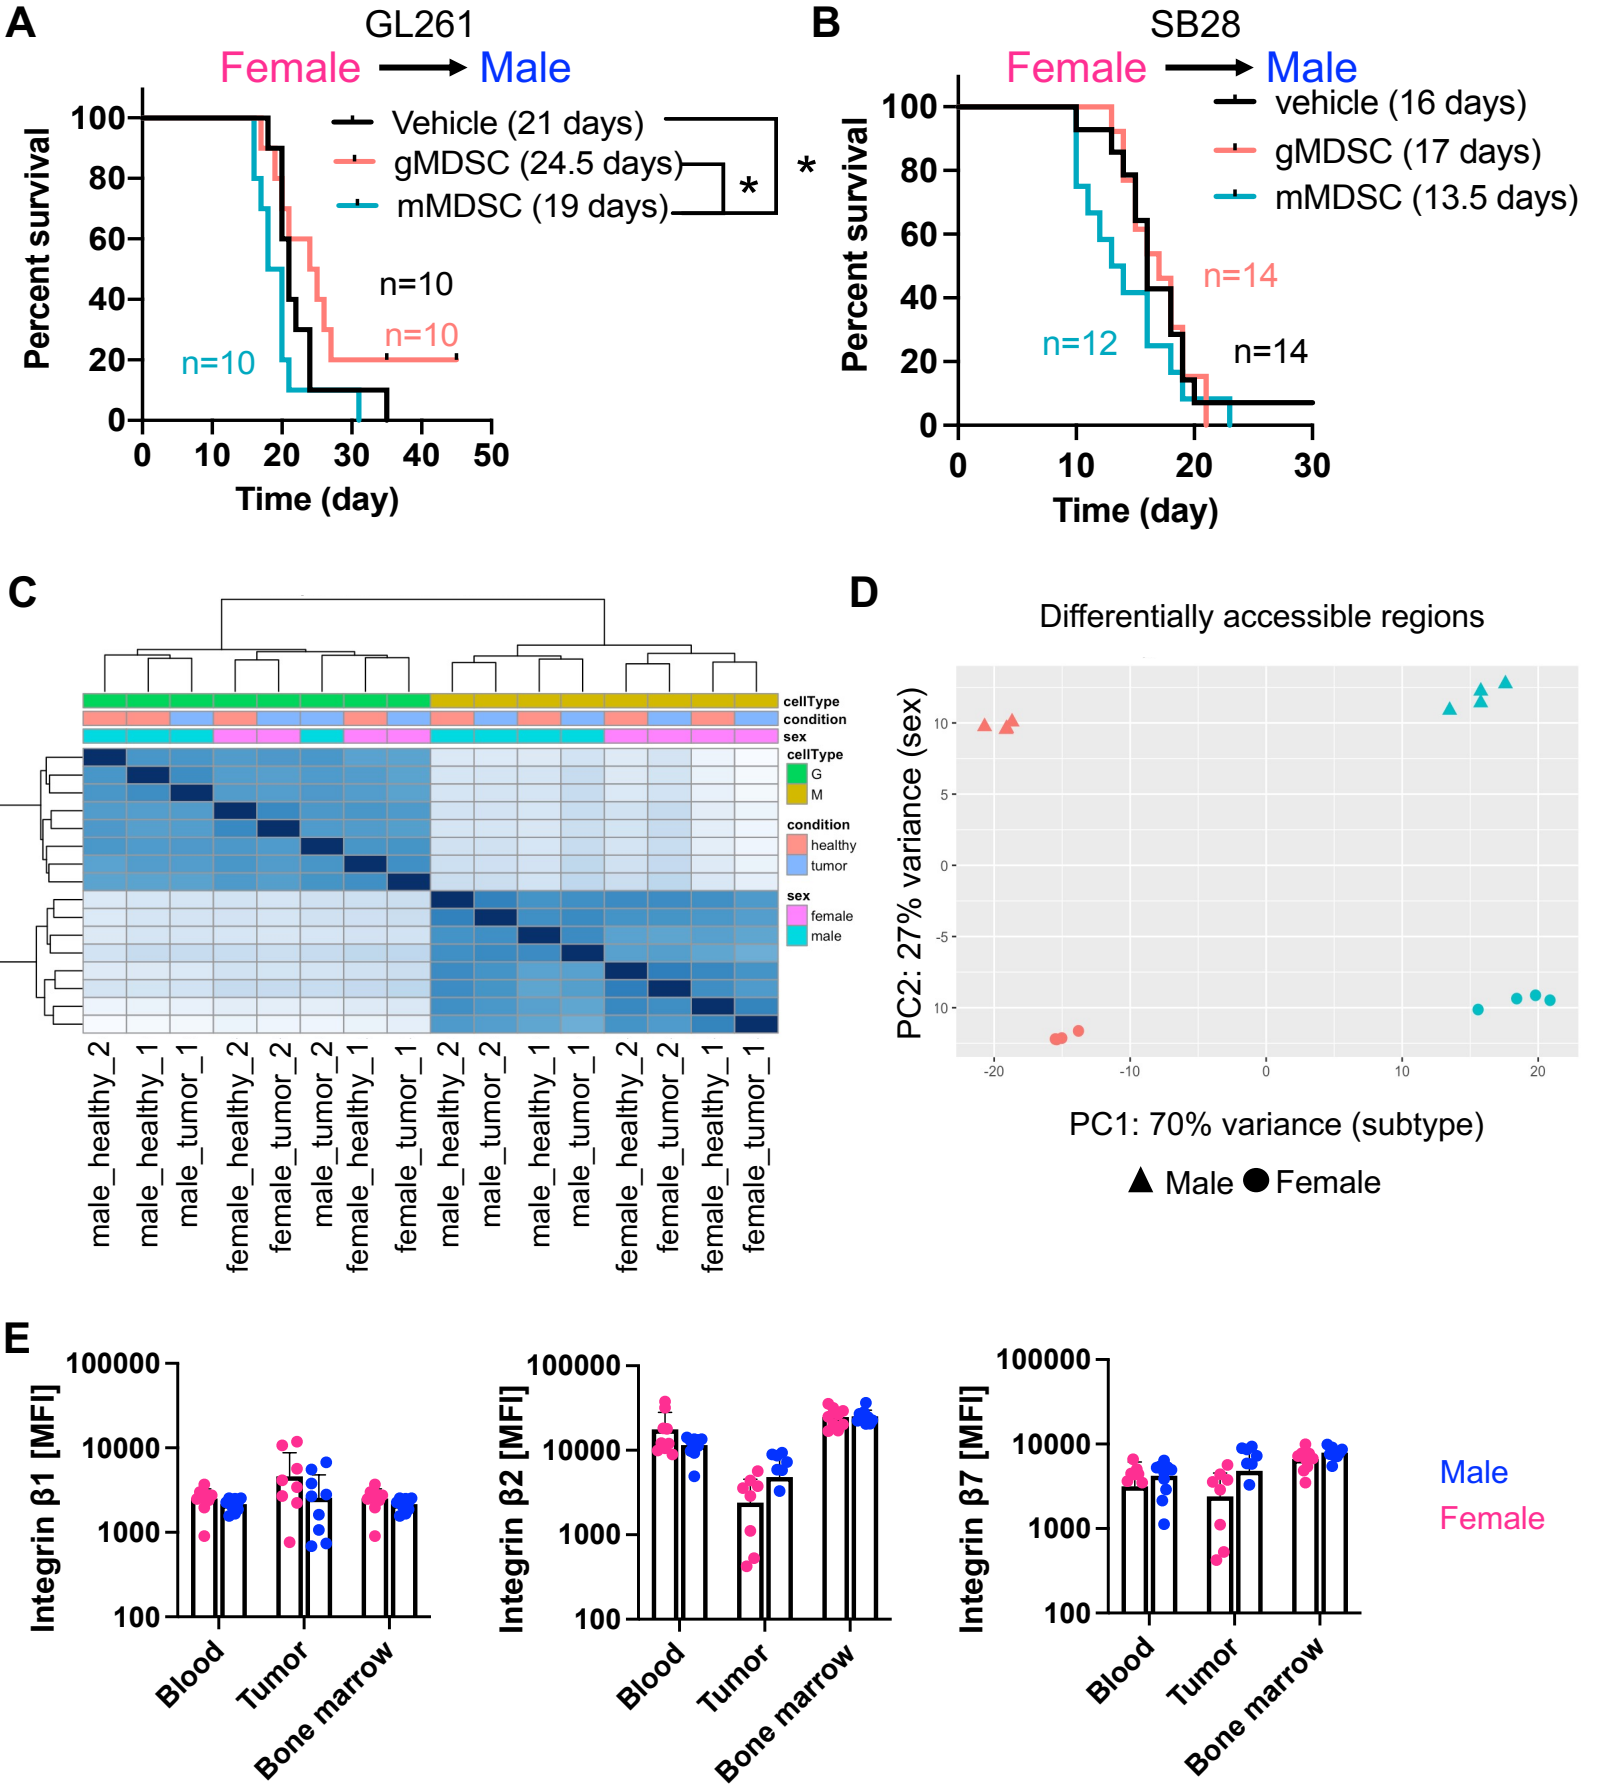 A
GL261
Female → Male
Percent survival
100
80
60
40
20
0
0 10 20 30 40 50
Time (day)
Vehicle (21 days)
gMDSC (24.5 days)
mMDSC (19 days)
*
*
n=10
n=10
n=10
B
SB28
Female → Male
Percent survival
100
80
60
40
20
0
0 10 20 30
Time (day)
vehicle (16 days)
gMDSC (17 days)
mMDSC (13.5 days)
n=14
n=12
n=14
C
cellType
condition
sex
cellType
G
M
condition
healthy
tumor
sex
female
male
male_healthy_2
male_healthy_1
male_tumor_1
female_healthy_2
female_tumor_2
male_tumor_2
female_healthy_1
female_tumor_1
male_healthy_2
male_tumor_2
male_healthy_1
male_tumor_1
female_healthy_2
female_tumor_2
female_healthy_1
female_tumor_1
D
Differentially accessible regions
PC2: 27% variance (sex)
10
5
0
-5
10
-20 -10 0 10 20
PC1: 70% variance (subtype)
▲ Male ● Female
E
Integrin β1 [MFI]
100000
10000
1000
100
Blood
Tumor
Bone marrow
Integrin β2 [MFI]
100000
10000
1000
100
Blood
Tumor
Bone marrow
Integrin β7 [MFI]
100000
10000
1000
100
Blood
Tumor
Bone marrow
Male
Female